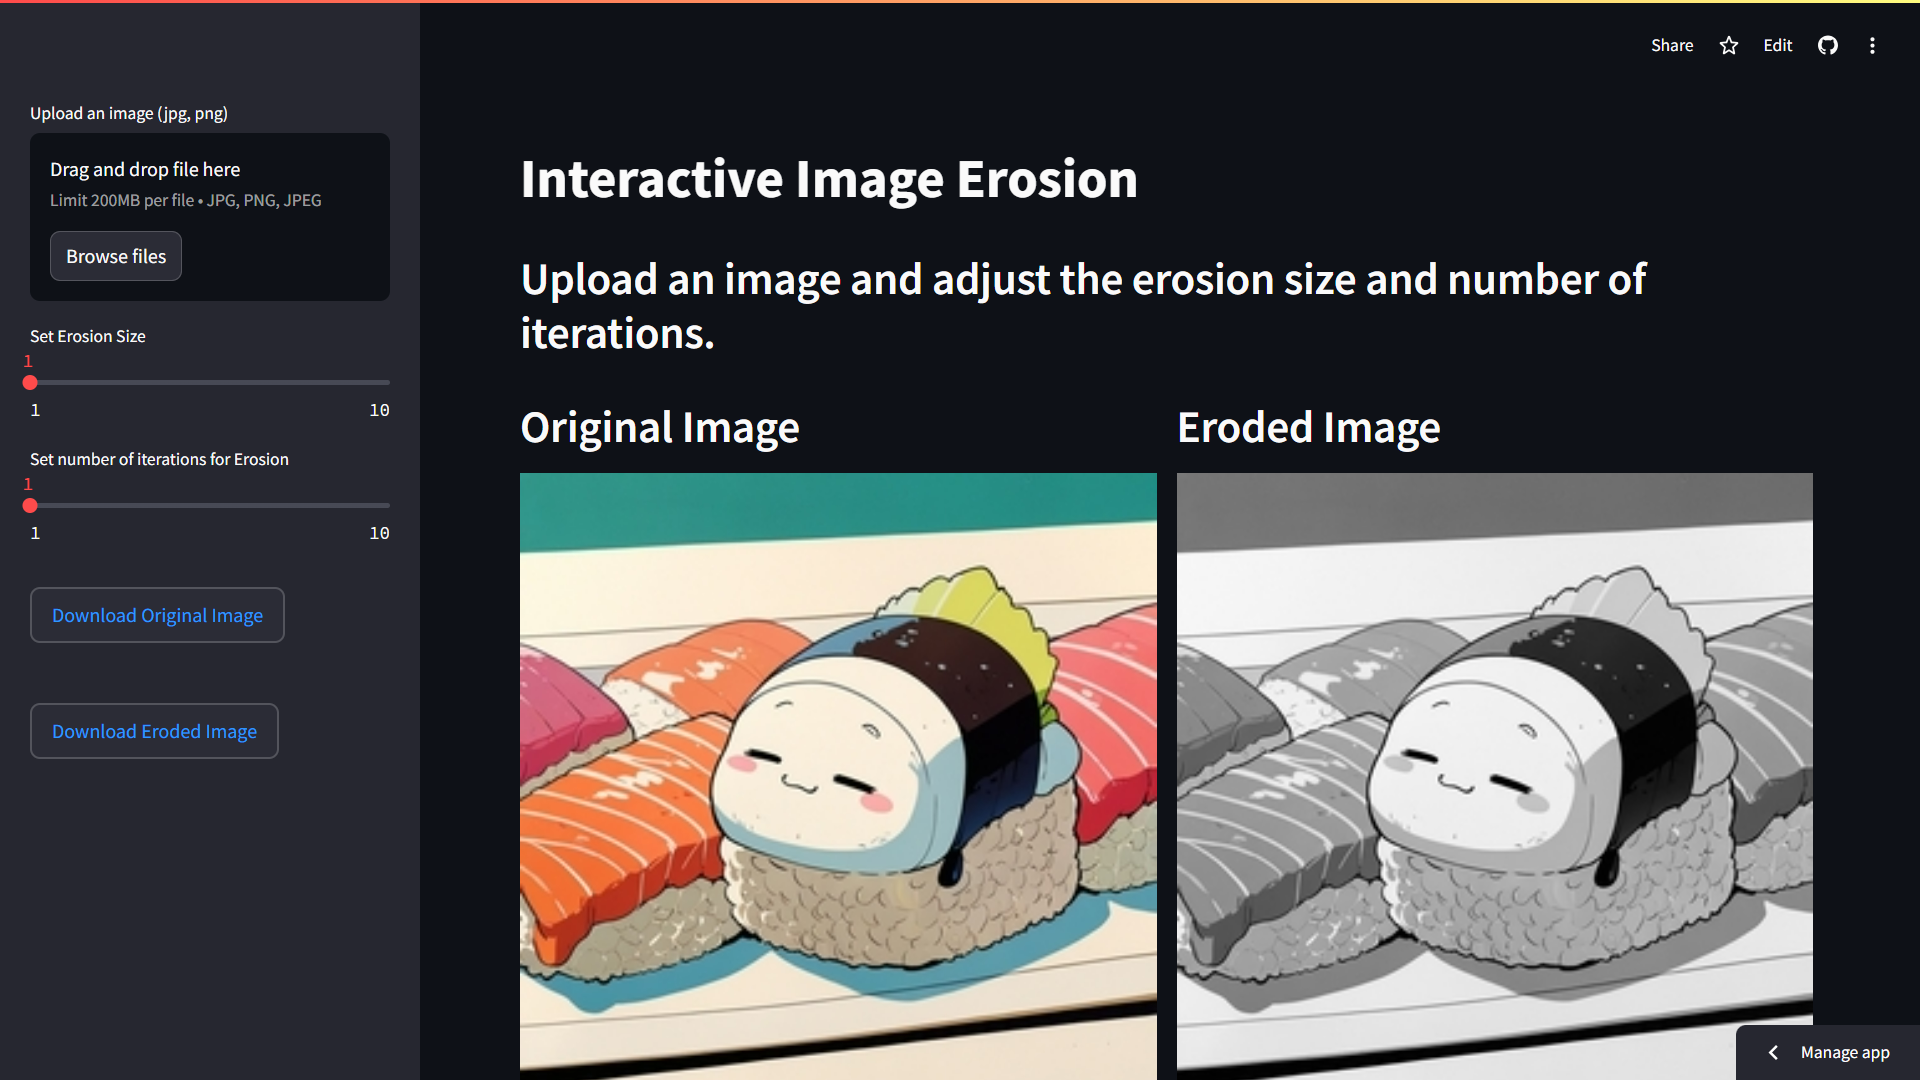 Share
Edit
Upload an image (jpg, png)
Drag and drop file here
Limit 200MB per file • JPG, PNG, JPEG
Browse files
Set Erosion Size
1
1 10
Set number of iterations for Erosion
1
1 10
Download Original Image
Download Eroded Image
Interactive Image Erosion
Upload an image and adjust the erosion size and number of
iterations.
Original Image
Eroded Image
Manage app